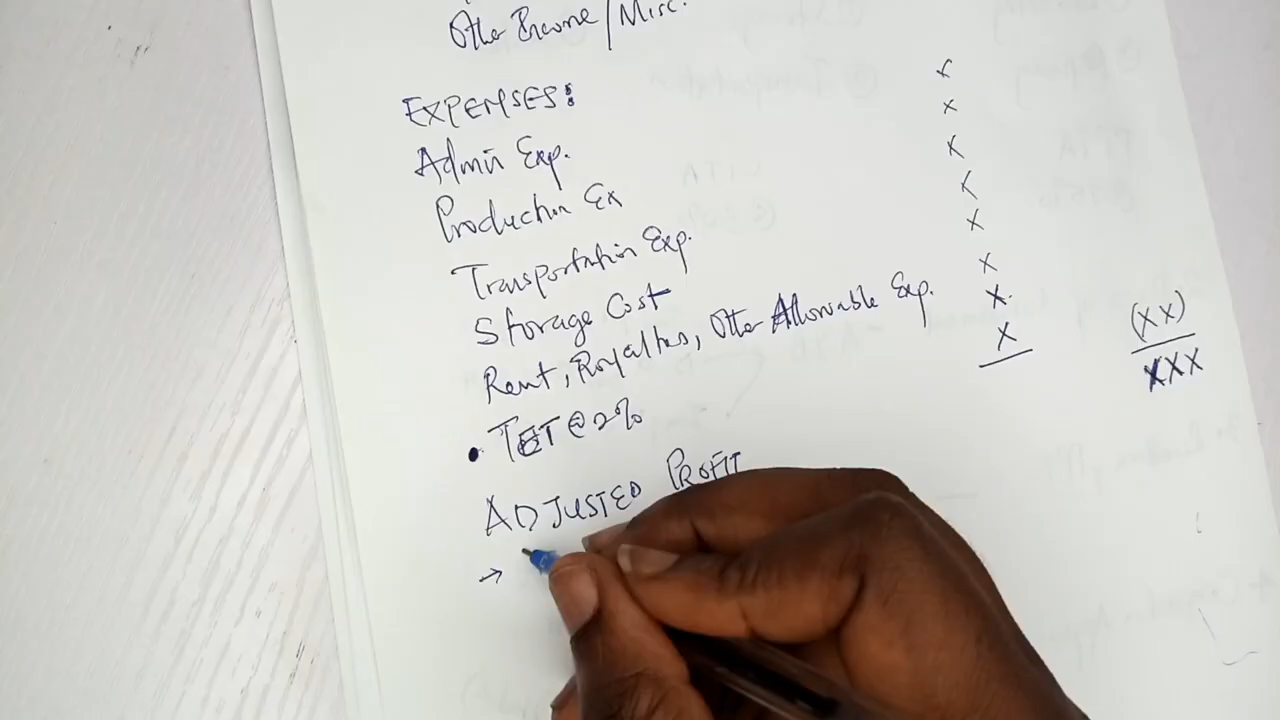 Other Income/Misc.
EXPENSES:
Admin Exp.
Production Ex
Transportation Exp.
Storage Cost
Rent, Royalties, Other Allowable Exp.
• TET @ 2%
ADJUSTED PROFIT
→
x
x
x
x
x
x
x
x
(XX)
XXX